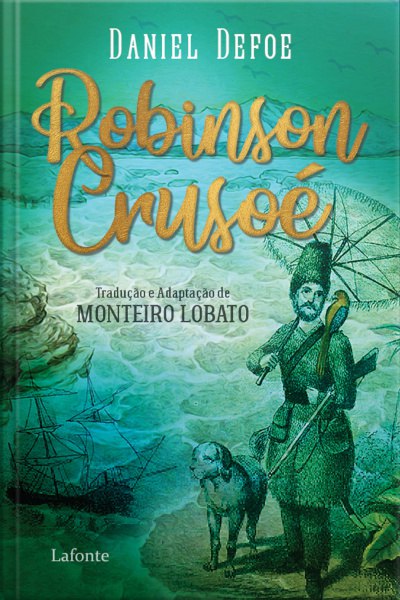 DANIEL DEFOE
Robinson
Crusoé
Tradução e Adaptação de
MONTEIRO LOBATO
Lafonte